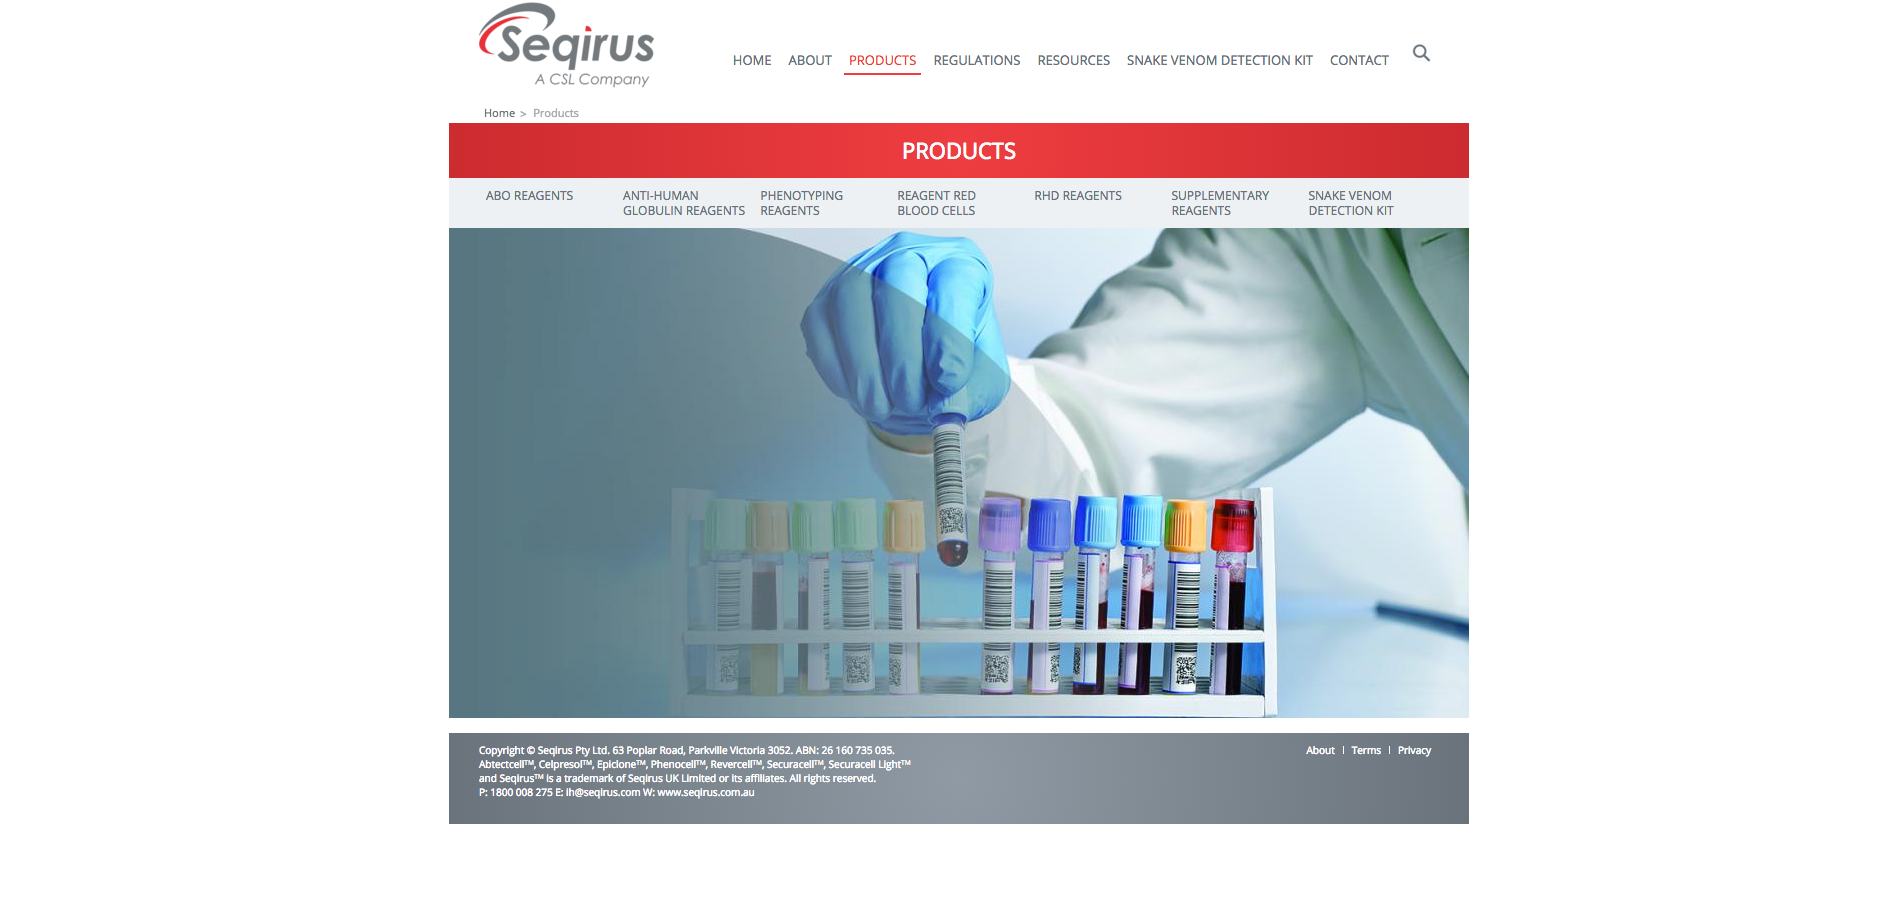 Seqirus
A CSL Company
HOME ABOUT PRODUCTS REGULATIONS RESOURCES SNAKE VENOM DETECTION KIT CONTACT
Home > Products
PRODUCTS
ABO REAGENTS
ANTI-HUMAN
GLOBULIN REAGENTS
PHENOTYPING
REAGENTS
REAGENT RED
BLOOD CELLS
RHD REAGENTS
SUPPLEMENTARY
REAGENTS
SNAKE VENOM
DETECTION KIT
Copyright © Seqirus Pty Ltd. 63 Poplar Road, Parkville Victoria 3052. ABN: 26 160 735 035.
Abtectcell™, Celpresol™, Epiclone™, Phenocell™, Revercell™, Securacell™, Securacell Light™
and Seqirus™ is a trademark of Seqirus UK Limited or its affiliates. All rights reserved.
P: 1800 008 275 E: ih@seqirus.com W: www.seqirus.com.au
About | Terms | Privacy